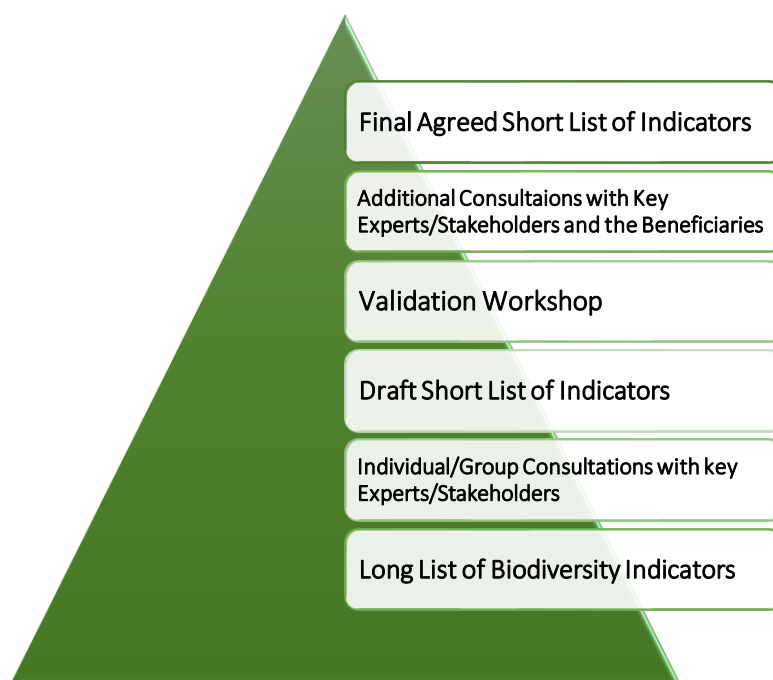 Final Agreed Short List of Indicators
Additional Consultaions with Key
Experts/Stakeholders and the Beneficiaries
Validation Workshop
Draft Short List of Indicators
Individual/Group Consultations with key
Experts/Stakeholders
Long List of Biodiversity Indicators